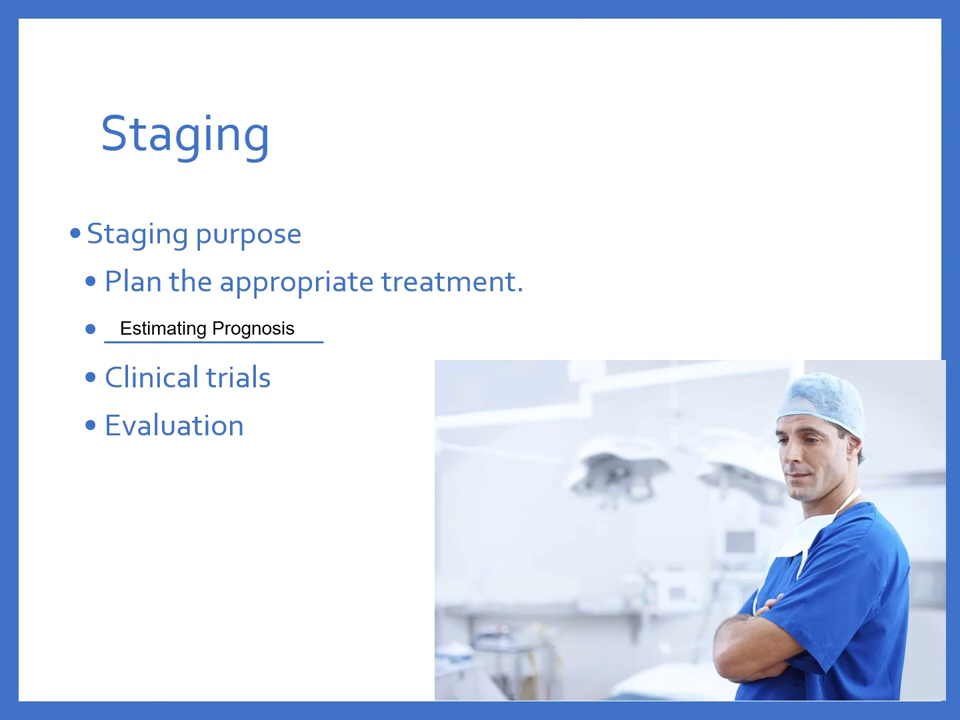 Staging
• Staging purpose
• Plan the appropriate treatment.
• Estimating Prognosis
• Clinical trials
• Evaluation